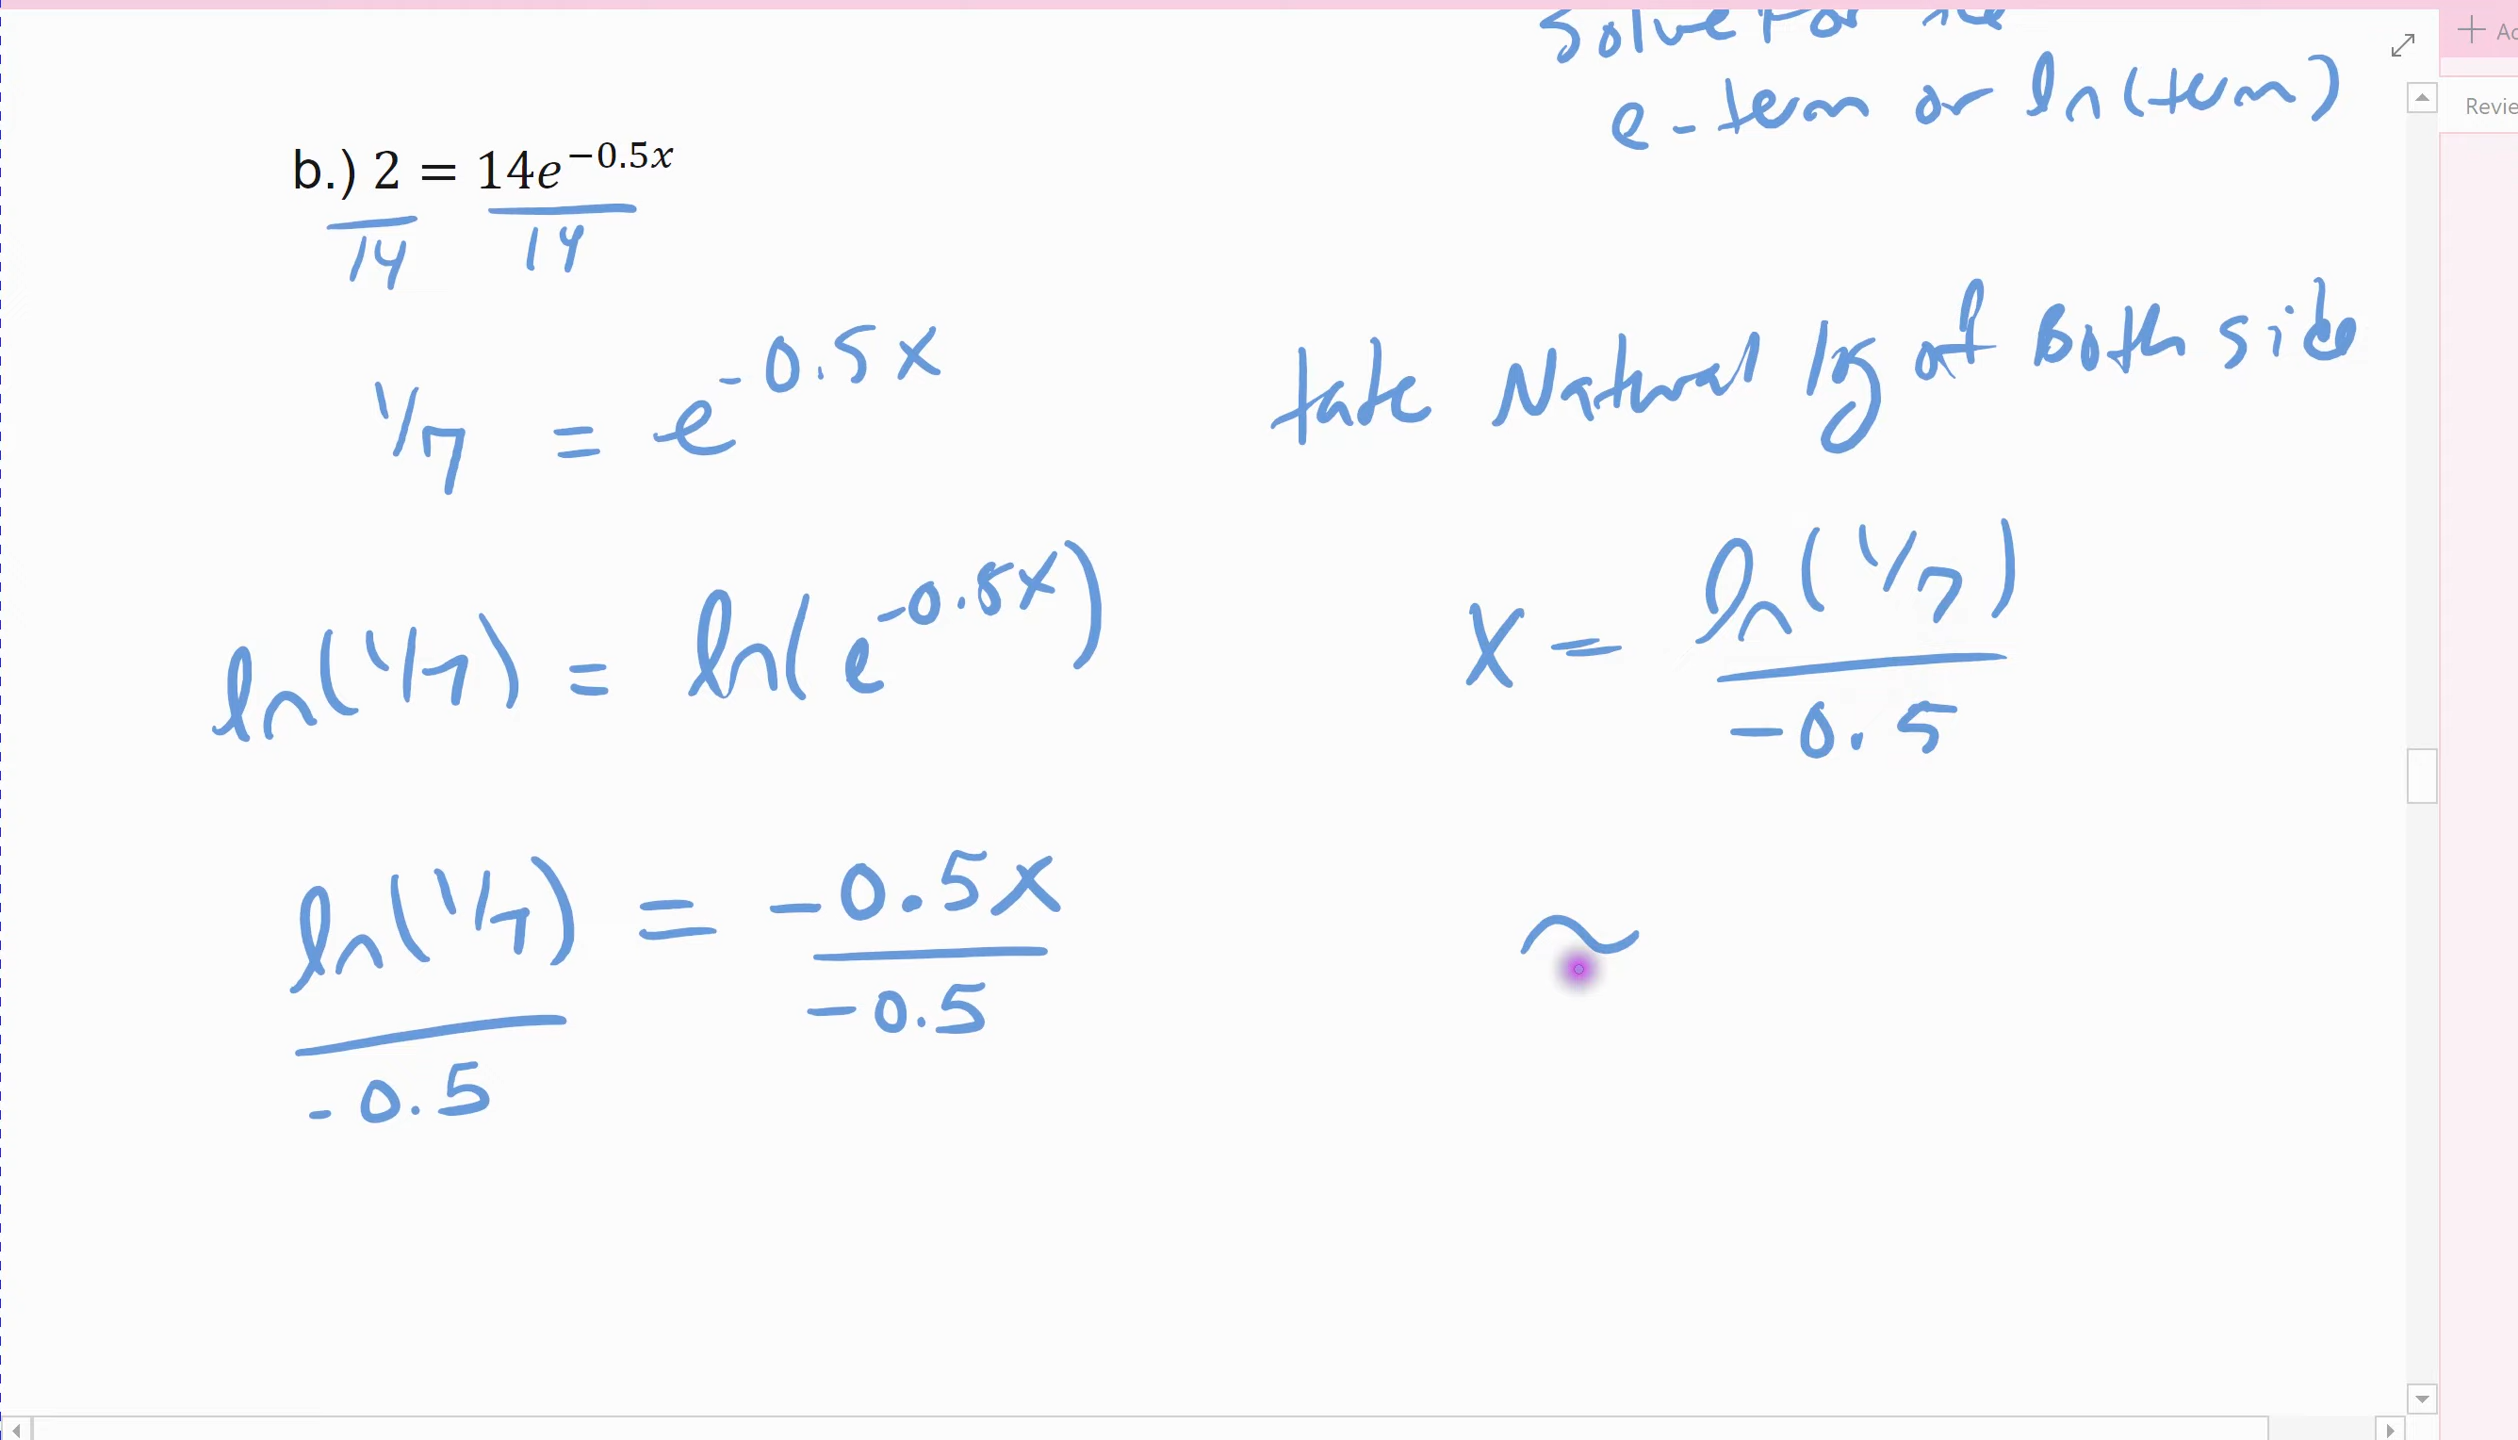 solve for the
e-term or ln(term)
b.) 2 = 14e^−0.5x
14 14
1/7 = e^-0.5x
take Natural lg of Both side
ln(1/7) = ln(e^-0.5x)
x = ln(1/7)
-0.5
ln(1/7) = -0.5x
-0.5 -0.5
≈
Revie